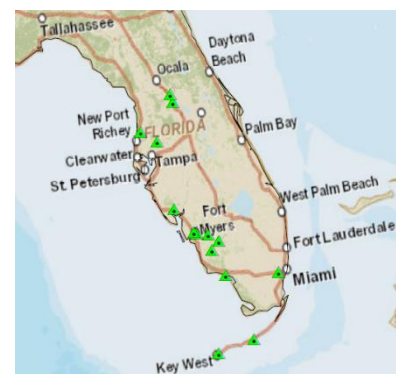 Tallahassee
Daytona
Beach
Ocala
New Port
Richey
FLORIDA
Palm Bay
Clearwater
Tampa
St. Petersburg
West Palm Beach
Fort
Myers
Fort Lauderdale
Miami
Key West